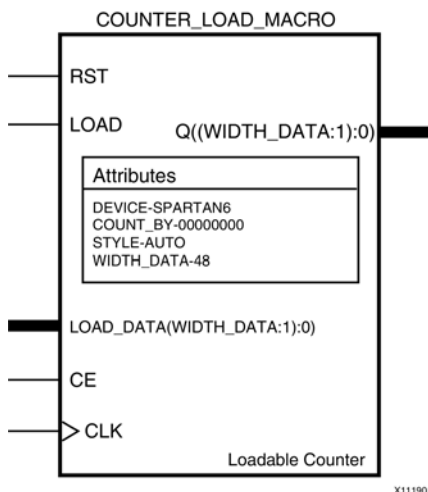 COUNTER_LOAD_MACRO
RST
LOAD
Q((WIDTH_DATA:1):0)
Attributes
DEVICE-SPARTAN6
COUNT_BY-00000000
STYLE-AUTO
WIDTH_DATA-48
LOAD_DATA(WIDTH_DATA:1):0)
CE
CLK
Loadable Counter
X11190